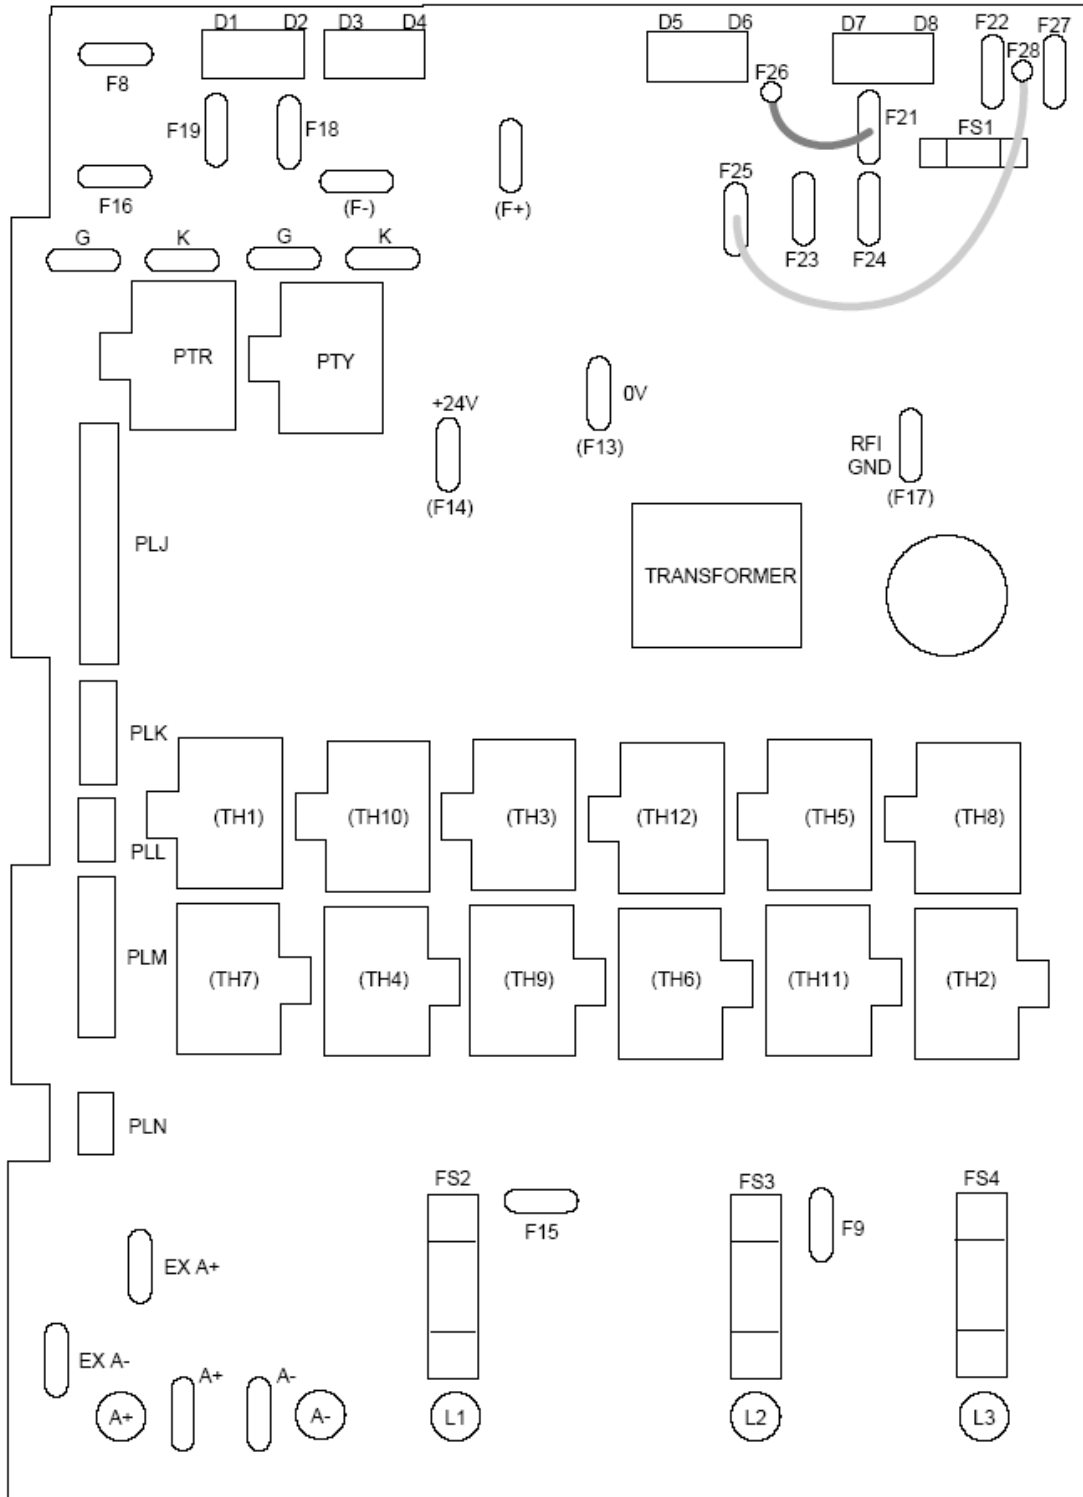 D1 D2 D3 D4 D5 D6 D7 D8 F22 F27
F8 F26 F28
F19 F18 F21 FS1
F16 (F-) (F+) F25
G K G K F23 F24
PTR PTY
+24V 0V
(F14) (F13)
RFI
GND
(F17)
PLJ
TRANSFORMER
PLK
(TH1) (TH10) (TH3) (TH12) (TH5) (TH8)
PLL
PLM
(TH7) (TH4) (TH9) (TH6) (TH11) (TH2)
PLN
FS2 FS3 FS4
F15 F9
EX A+
EX A-
A+ A-
A+ A- L1 L2 L3